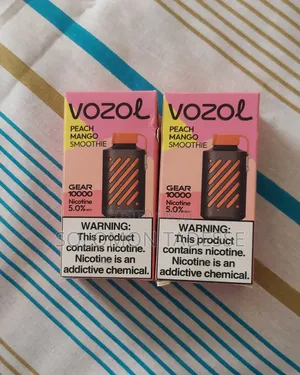 VOZOL
PEACH
MANGO
SMOOTHIE
GEAR
10000
Nicotine
5.0%
WARNING:
This product
contains nicotine.
Nicotine is an
addictive chemical.
VOZOL
PEACH
MANGO
SMOOTHIE
GEAR
10000
Nicotine
5.0%
WARNING:
This product
contains nicotine.
Nicotine is an
addictive chemical.